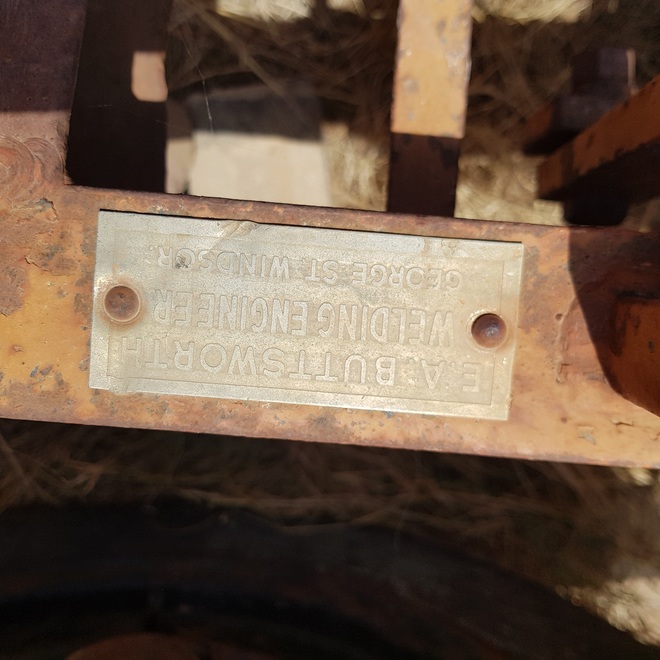 E.A. BUTTSWORTH
WELDING ENGINEER
GEORGE ST. WINDSOR.